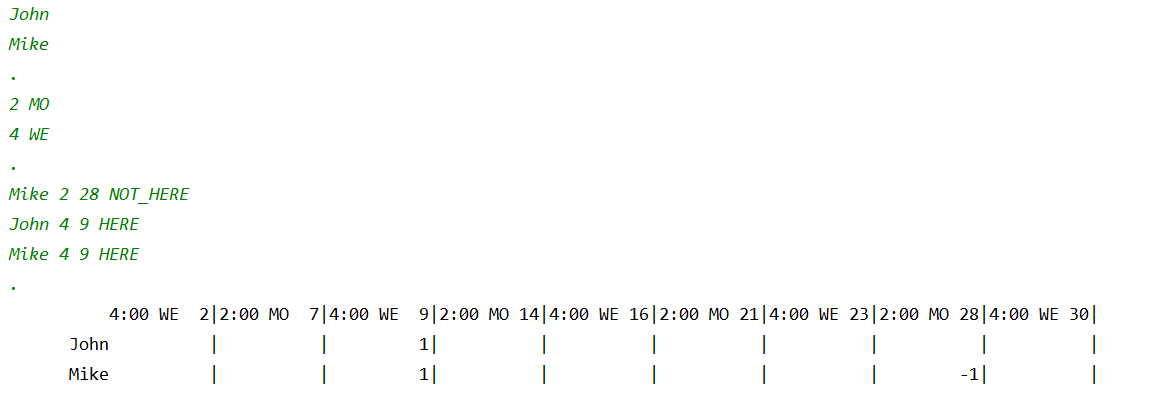 John
Mike
.
2 MO
4 WE
.
Mike 2 28 NOT_HERE
John 4 9 HERE
Mike 4 9 HERE
.
          4:00 WE  2|2:00 MO  7|4:00 WE  9|2:00 MO 14|4:00 WE 16|2:00 MO 21|4:00 WE 23|2:00 MO 28|4:00 WE 30|
      John          |          |         1|          |          |          |          |          |          |
      Mike          |          |         1|          |          |          |          |        -1|          |